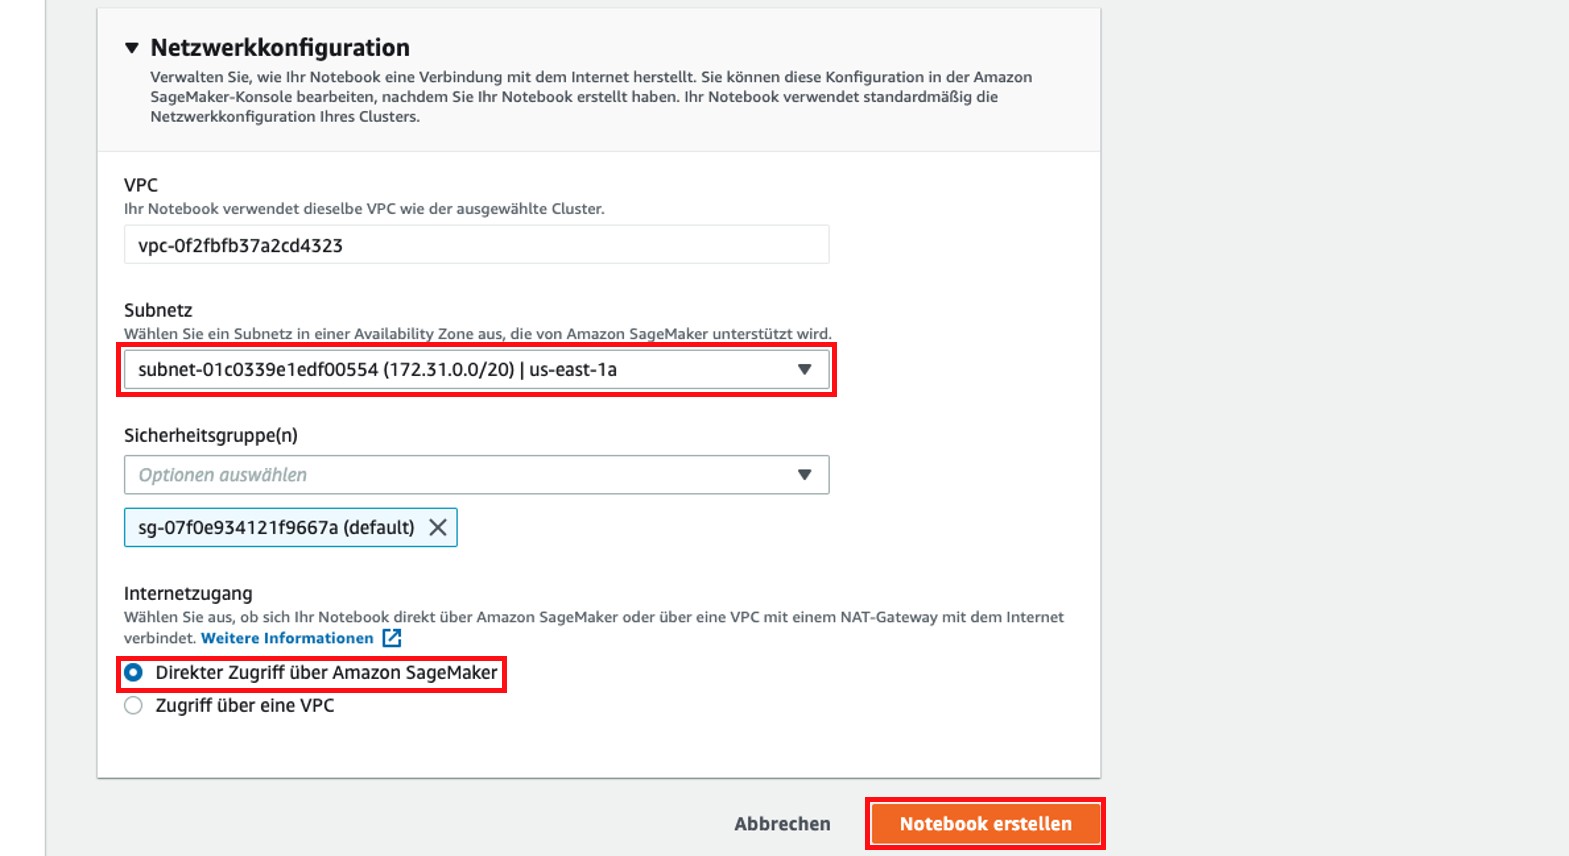 Netzwerkkonfiguration
Verwalten Sie, wie Ihr Notebook eine Verbindung mit dem Internet herstellt. Sie können diese Konfiguration in der Amazon
SageMaker-Konsole bearbeiten, nachdem Sie Ihr Notebook erstellt haben. Ihr Notebook verwendet standardmäßig die
Netzwerkkonfiguration Ihres Clusters.
VPC
Ihr Notebook verwendet dieselbe VPC wie der ausgewählte Cluster.
vpc-0f2fbfb37a2cd4323
Subnetz
Wählen Sie ein Subnetz in einer Availability Zone aus, die von Amazon SageMaker unterstützt wird.
subnet-01c0339e1edf00554 (172.31.0.0/20) | us-east-1a
Sicherheitsgruppe(n)
Optionen auswählen
sg-07f0e934121f9667a (default)
Internetzugang
Wählen Sie aus, ob sich Ihr Notebook direkt über Amazon SageMaker oder über eine VPC mit einem NAT-Gateway mit dem Internet
verbindet. Weitere Informationen
Direkter Zugriff über Amazon SageMaker
Zugriff über eine VPC
Abbrechen
Notebook erstellen